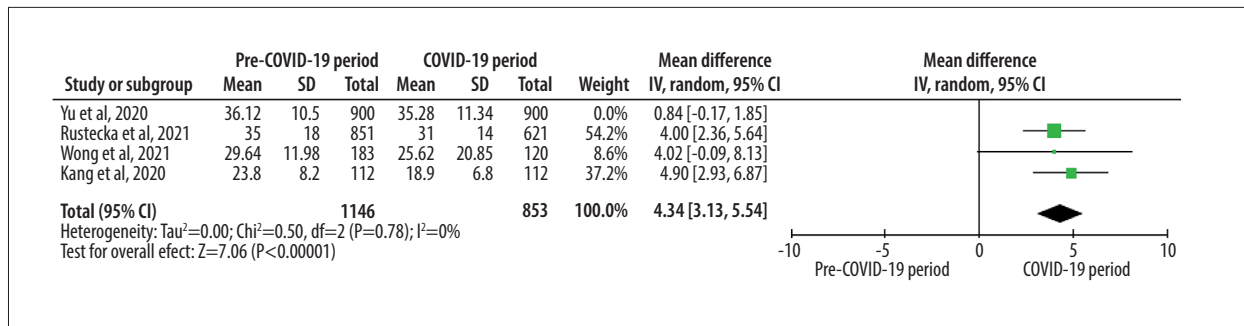 Pre-COVID-19 period COVID-19 period Mean difference Mean difference
Study or subgroup Mean SD Total Mean SD Total Weight IV, random, 95% CI IV, random, 95% CI
Yu et al, 2020 36.12 10.5 900 35.28 11.34 900 0.0% 0.84 [-0.17, 1.85]
Rustecka et al, 2021 35 18 851 31 14 621 54.2% 4.00 [2.36, 5.64]
Wong et al, 2021 29.64 11.98 183 25.62 20.85 120 8.6% 4.02 [-0.09, 8.13]
Kang et al, 2020 23.8 8.2 112 18.9 6.8 112 37.2% 4.90 [2.93, 6.87]
Total (95% CI) 1146 853 100.0% 4.34 [3.13, 5.54]
Heterogeneity: Tau²=0.00; Chi²=0.50, df=2 (P=0.78); I²=0%
Test for overall efect: Z=7.06 (P<0.00001)
-10 -5 0 5 10
Pre-COVID-19 period COVID-19 period